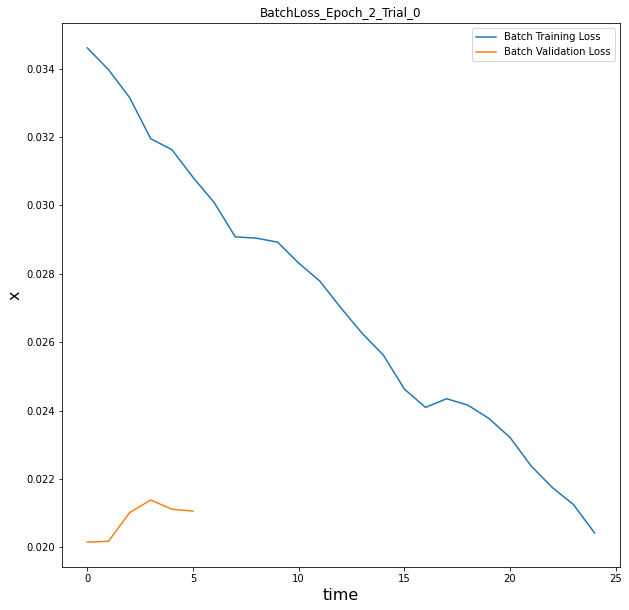 BatchLoss_Epoch_2_Trial_0
Batch Training Loss
Batch Validation Loss
0.034
0.032
0.030
0.028
0.026
0.024
0.022
0.020
x
0
5
10
15
20
25
time